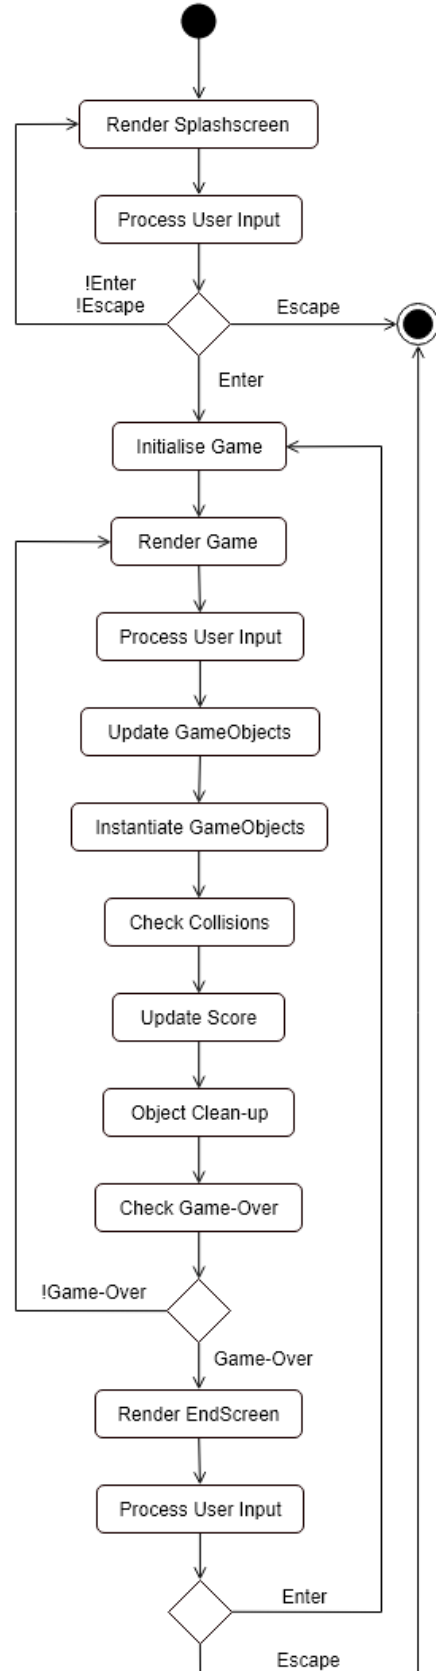 Render Splashscreen
Process User Input
!Enter
!Escape
Escape
Enter
Initialise Game
Render Game
Process User Input
Update GameObjects
Instantiate GameObjects
Check Collisions
Update Score
Object Clean-up
Check Game-Over
!Game-Over
Game-Over
Render EndScreen
Process User Input
Enter
Escape